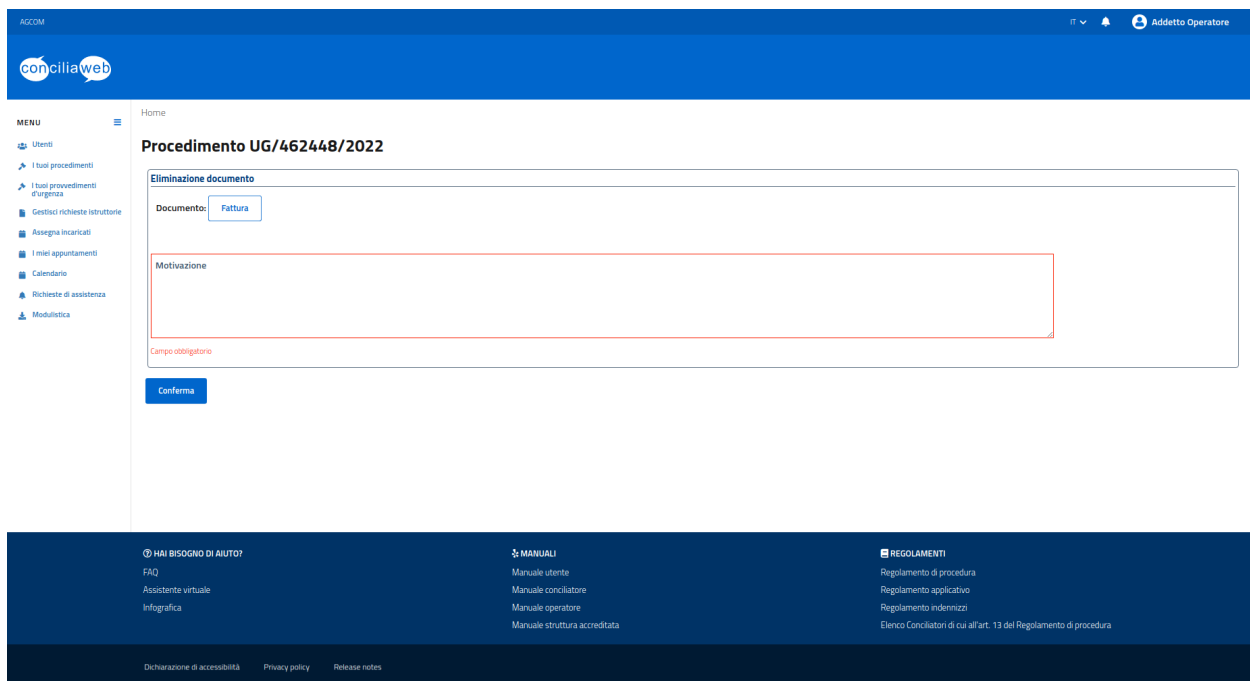 AGCOM
IT
Addetto Operatore
conciliaweb
MENU
Utenti
I tuoi procedimenti
I tuoi provvedimenti
d'urgenza
Gestisci richieste istruttorie
Assegna incaricati
I miei appuntamenti
Calendario
Richieste di assistenza
Modulistica
Home
Procedimento UG/462448/2022
Eliminazione documento
Documento: Fattura
Motivazione
Campo obbligatorio
Conferma
HAI BISOGNO DI AIUTO?
FAQ
Assistente virtuale
Infografica
MANUALI
Manuale utente
Manuale conciliatore
Manuale operatore
Manuale struttura accreditata
REGOLAMENTI
Regolamento di procedura
Regolamento applicativo
Regolamento indennizzi
Elenco Conciliatori di cui all'art. 13 del Regolamento di procedura
Dichiarazione di accessibilità Privacy policy Release notes